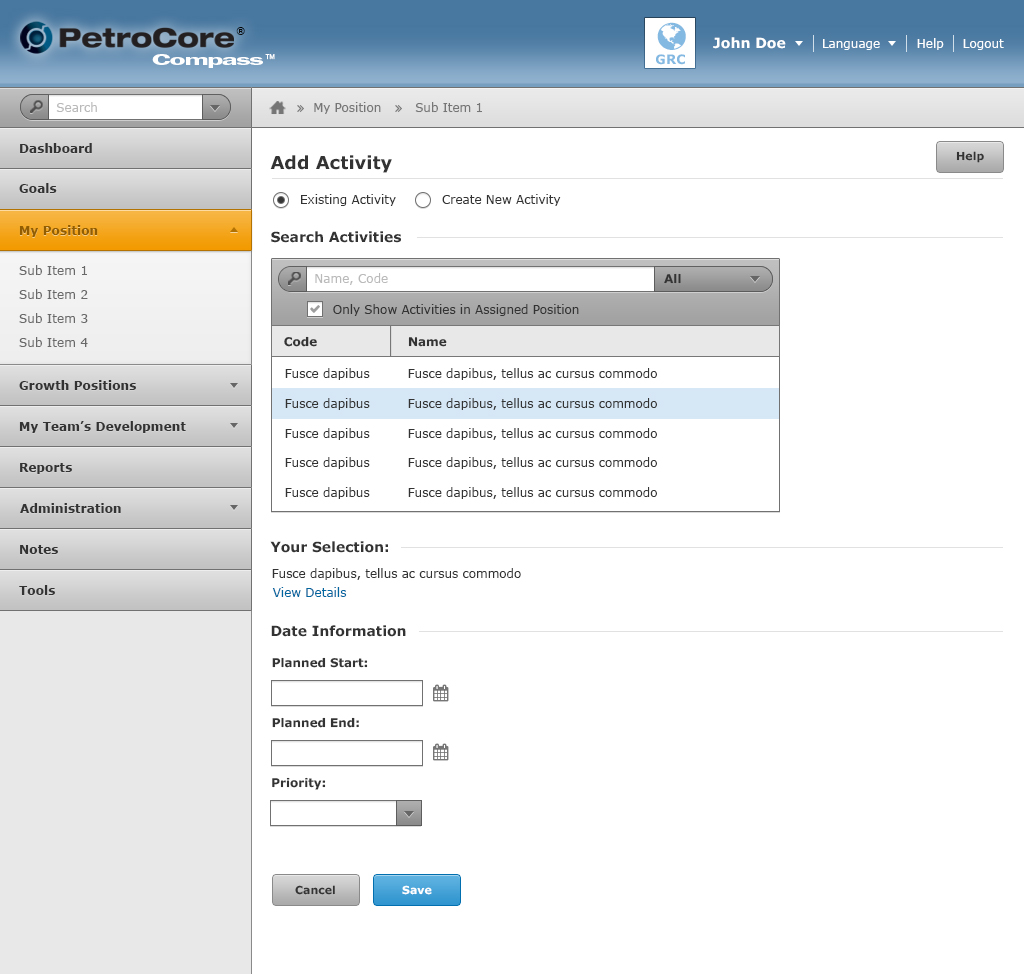 PetroCore®
Compass™
GRC
John Doe
Language
Help
Logout
Search
» My Position » Sub Item 1
Dashboard
Goals
My Position
Sub Item 1
Sub Item 2
Sub Item 3
Sub Item 4
Growth Positions
My Team’s Development
Reports
Administration
Notes
Tools
Add Activity
Help
Existing Activity
Create New Activity
Search Activities
Name, Code
All
Only Show Activities in Assigned Position
Code Name
Fusce dapibus Fusce dapibus, tellus ac cursus commodo
Fusce dapibus Fusce dapibus, tellus ac cursus commodo
Fusce dapibus Fusce dapibus, tellus ac cursus commodo
Fusce dapibus Fusce dapibus, tellus ac cursus commodo
Fusce dapibus Fusce dapibus, tellus ac cursus commodo
Your Selection:
Fusce dapibus, tellus ac cursus commodo
View Details
Date Information
Planned Start:
Planned End:
Priority:
Cancel
Save